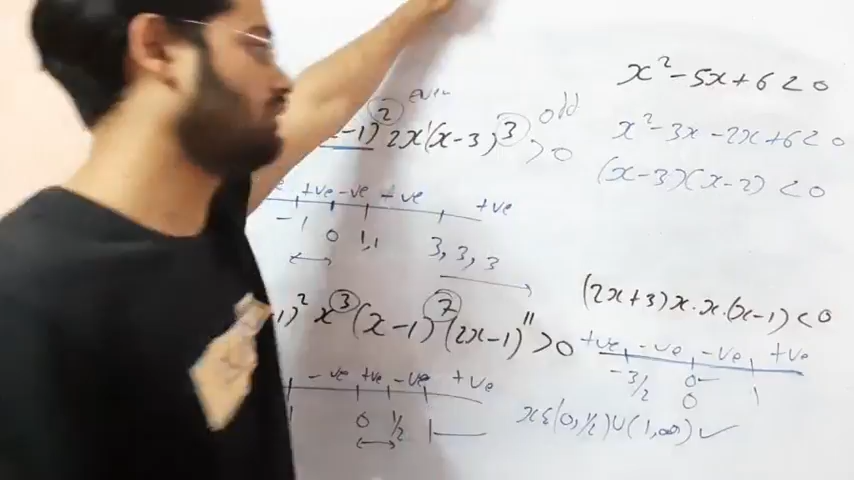 even
-1)² 2x¹(x-3)³ > 0 odd
+ve -ve +ve +ve
-1 0 1,1 3,3,3
1)² x³ (x-1)⁷ (2x-1)¹¹ > 0
-ve +ve -ve +ve
0 1/2 1
x² - 5x + 6 < 0
x² - 3x - 2x + 6 < 0
(x-3)(x-2) < 0
(2x+3)x.x.(x-1) < 0
+ve -ve -ve +ve
-3/2 0 1
0
xε(0,1/2)∪(1,∞) ✓